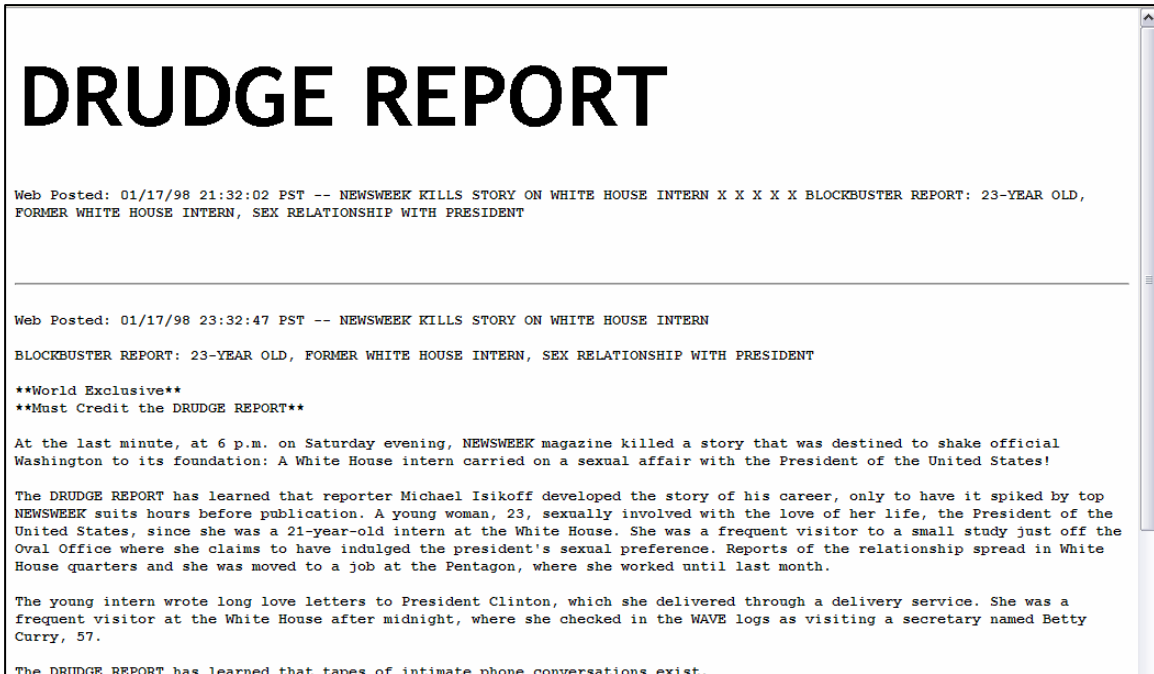 DRUDGE REPORT
Web Posted: 01/17/98 21:32:02 PST -- NEWSWEEK KILLS STORY ON WHITE HOUSE INTERN X X X X X BLOCKBUSTER REPORT: 23-YEAR OLD,
FORMER WHITE HOUSE INTERN, SEX RELATIONSHIP WITH PRESIDENT
Web Posted: 01/17/98 23:32:47 PST -- NEWSWEEK KILLS STORY ON WHITE HOUSE INTERN
BLOCKBUSTER REPORT: 23-YEAR OLD, FORMER WHITE HOUSE INTERN, SEX RELATIONSHIP WITH PRESIDENT
**World Exclusive**
**Must Credit the DRUDGE REPORT**
At the last minute, at 6 p.m. on Saturday evening, NEWSWEEK magazine killed a story that was destined to shake official
Washington to its foundation: A White House intern carried on a sexual affair with the President of the United States!
The DRUDGE REPORT has learned that reporter Michael Isikoff developed the story of his career, only to have it spiked by top
NEWSWEEK suits hours before publication. A young woman, 23, sexually involved with the love of her life, the President of the
United States, since she was a 21-year-old intern at the White House. She was a frequent visitor to a small study just off the
Oval Office where she claims to have indulged the president's sexual preference. Reports of the relationship spread in White
House quarters and she was moved to a job at the Pentagon, where she worked until last month.
The young intern wrote long love letters to President Clinton, which she delivered through a delivery service. She was a
frequent visitor at the White House after midnight, where she checked in the WAVE logs as visiting a secretary named Betty
Curry, 57.
The DRUDGE REPORT has learned that tapes of intimate phone conversations exist.